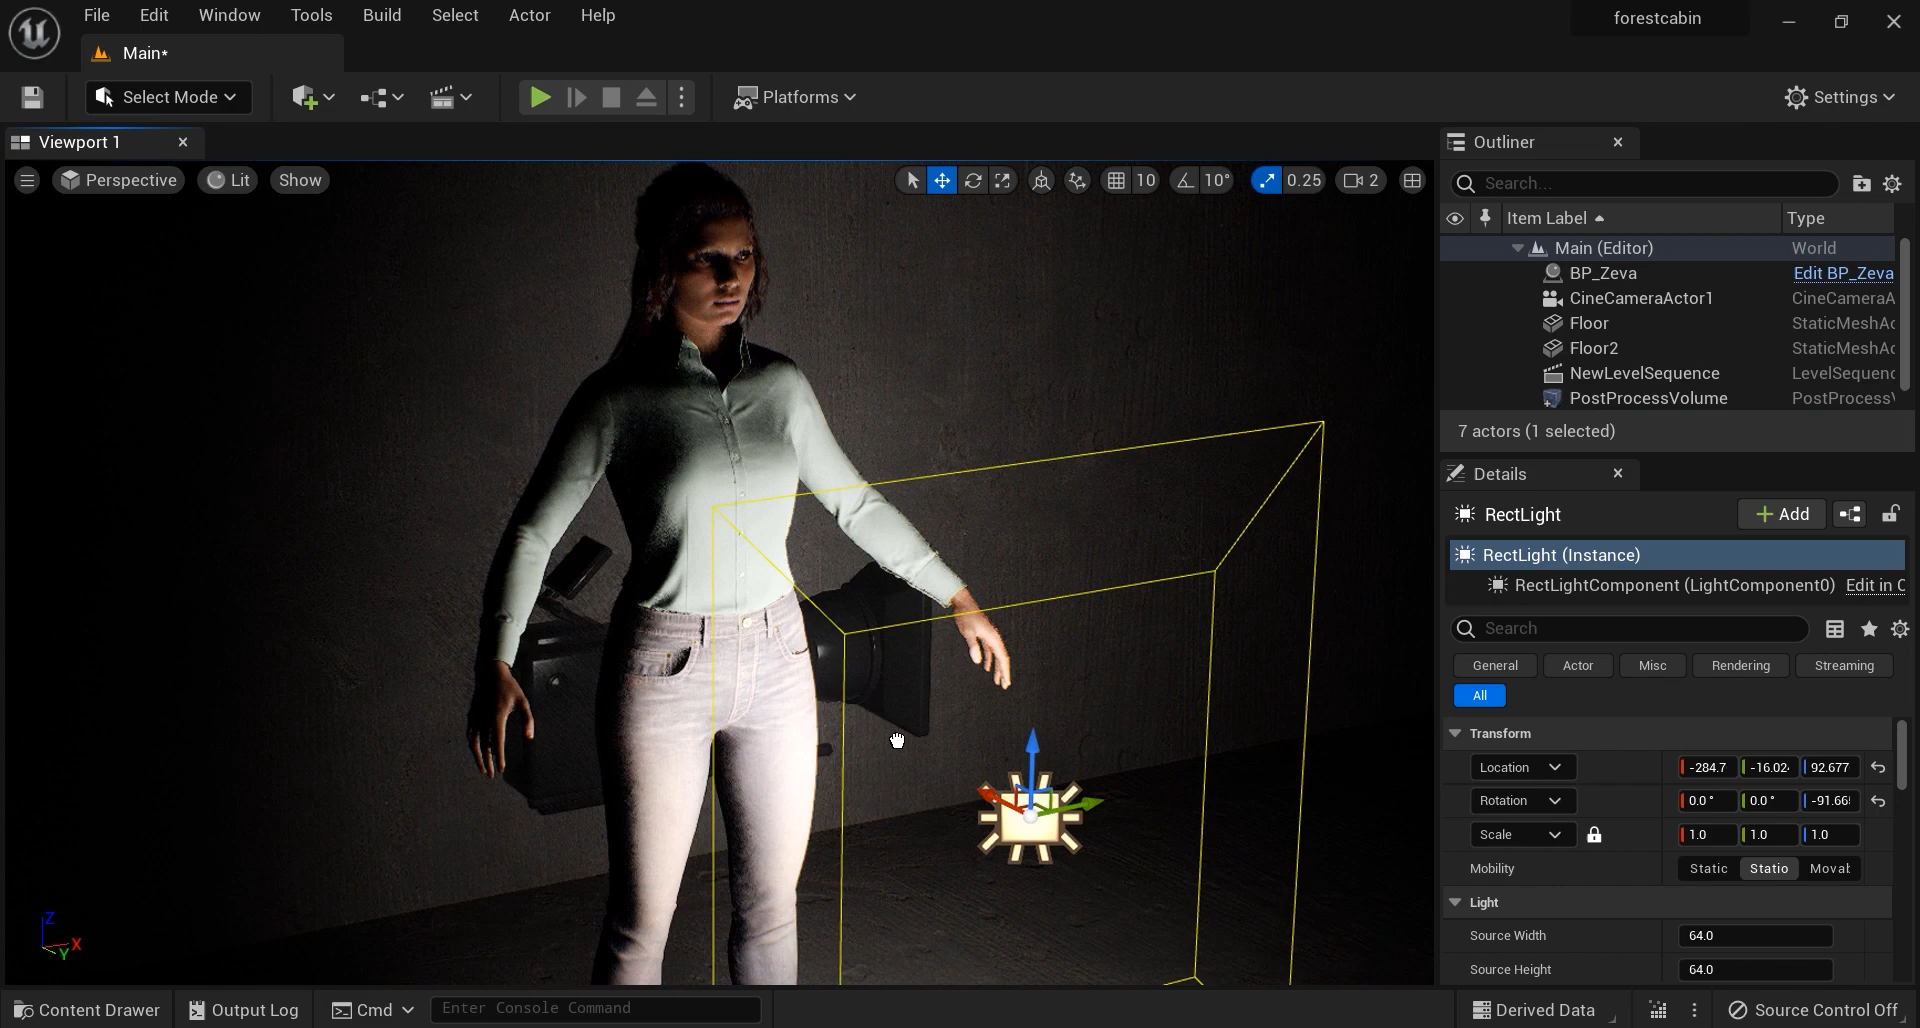 File Edit Window Tools Build Select Actor Help
forestcabin
Main*
Select Mode
Platforms
Settings
Viewport 1
Perspective Lit Show
10 10° 0.25 2
Outliner
Search...
Item Label Type
Main (Editor) World
BP_Zeva Edit BP_Zeva
CineCameraActor1 CineCameraA
Floor StaticMeshAc
Floor2 StaticMeshAc
NewLevelSequence LevelSequenc
PostProcessVolume PostProcessV
7 actors (1 selected)
Details
RectLight Add
RectLight (Instance)
RectLightComponent (LightComponent0) Edit in C
Search
General Actor Misc Rendering Streaming
All
Transform
Location -284.7 -16.02 92.677
Rotation 0.0° 0.0° -91.66
Scale 1.0 1.0 1.0
Mobility Static Statio Movab
Light
Source Width 64.0
Source Height 64.0
Z
X
Y
Content Drawer Output Log Cmd Enter Console Command Derived Data Source Control Off